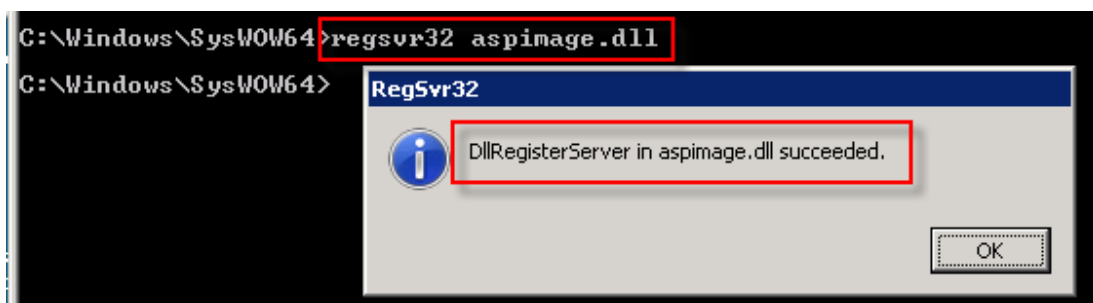 C:\Windows\SysWOW64>regsvr32 aspimage.dll
C:\Windows\SysWOW64>
RegSvr32
DllRegisterServer in aspimage.dll succeeded.
OK